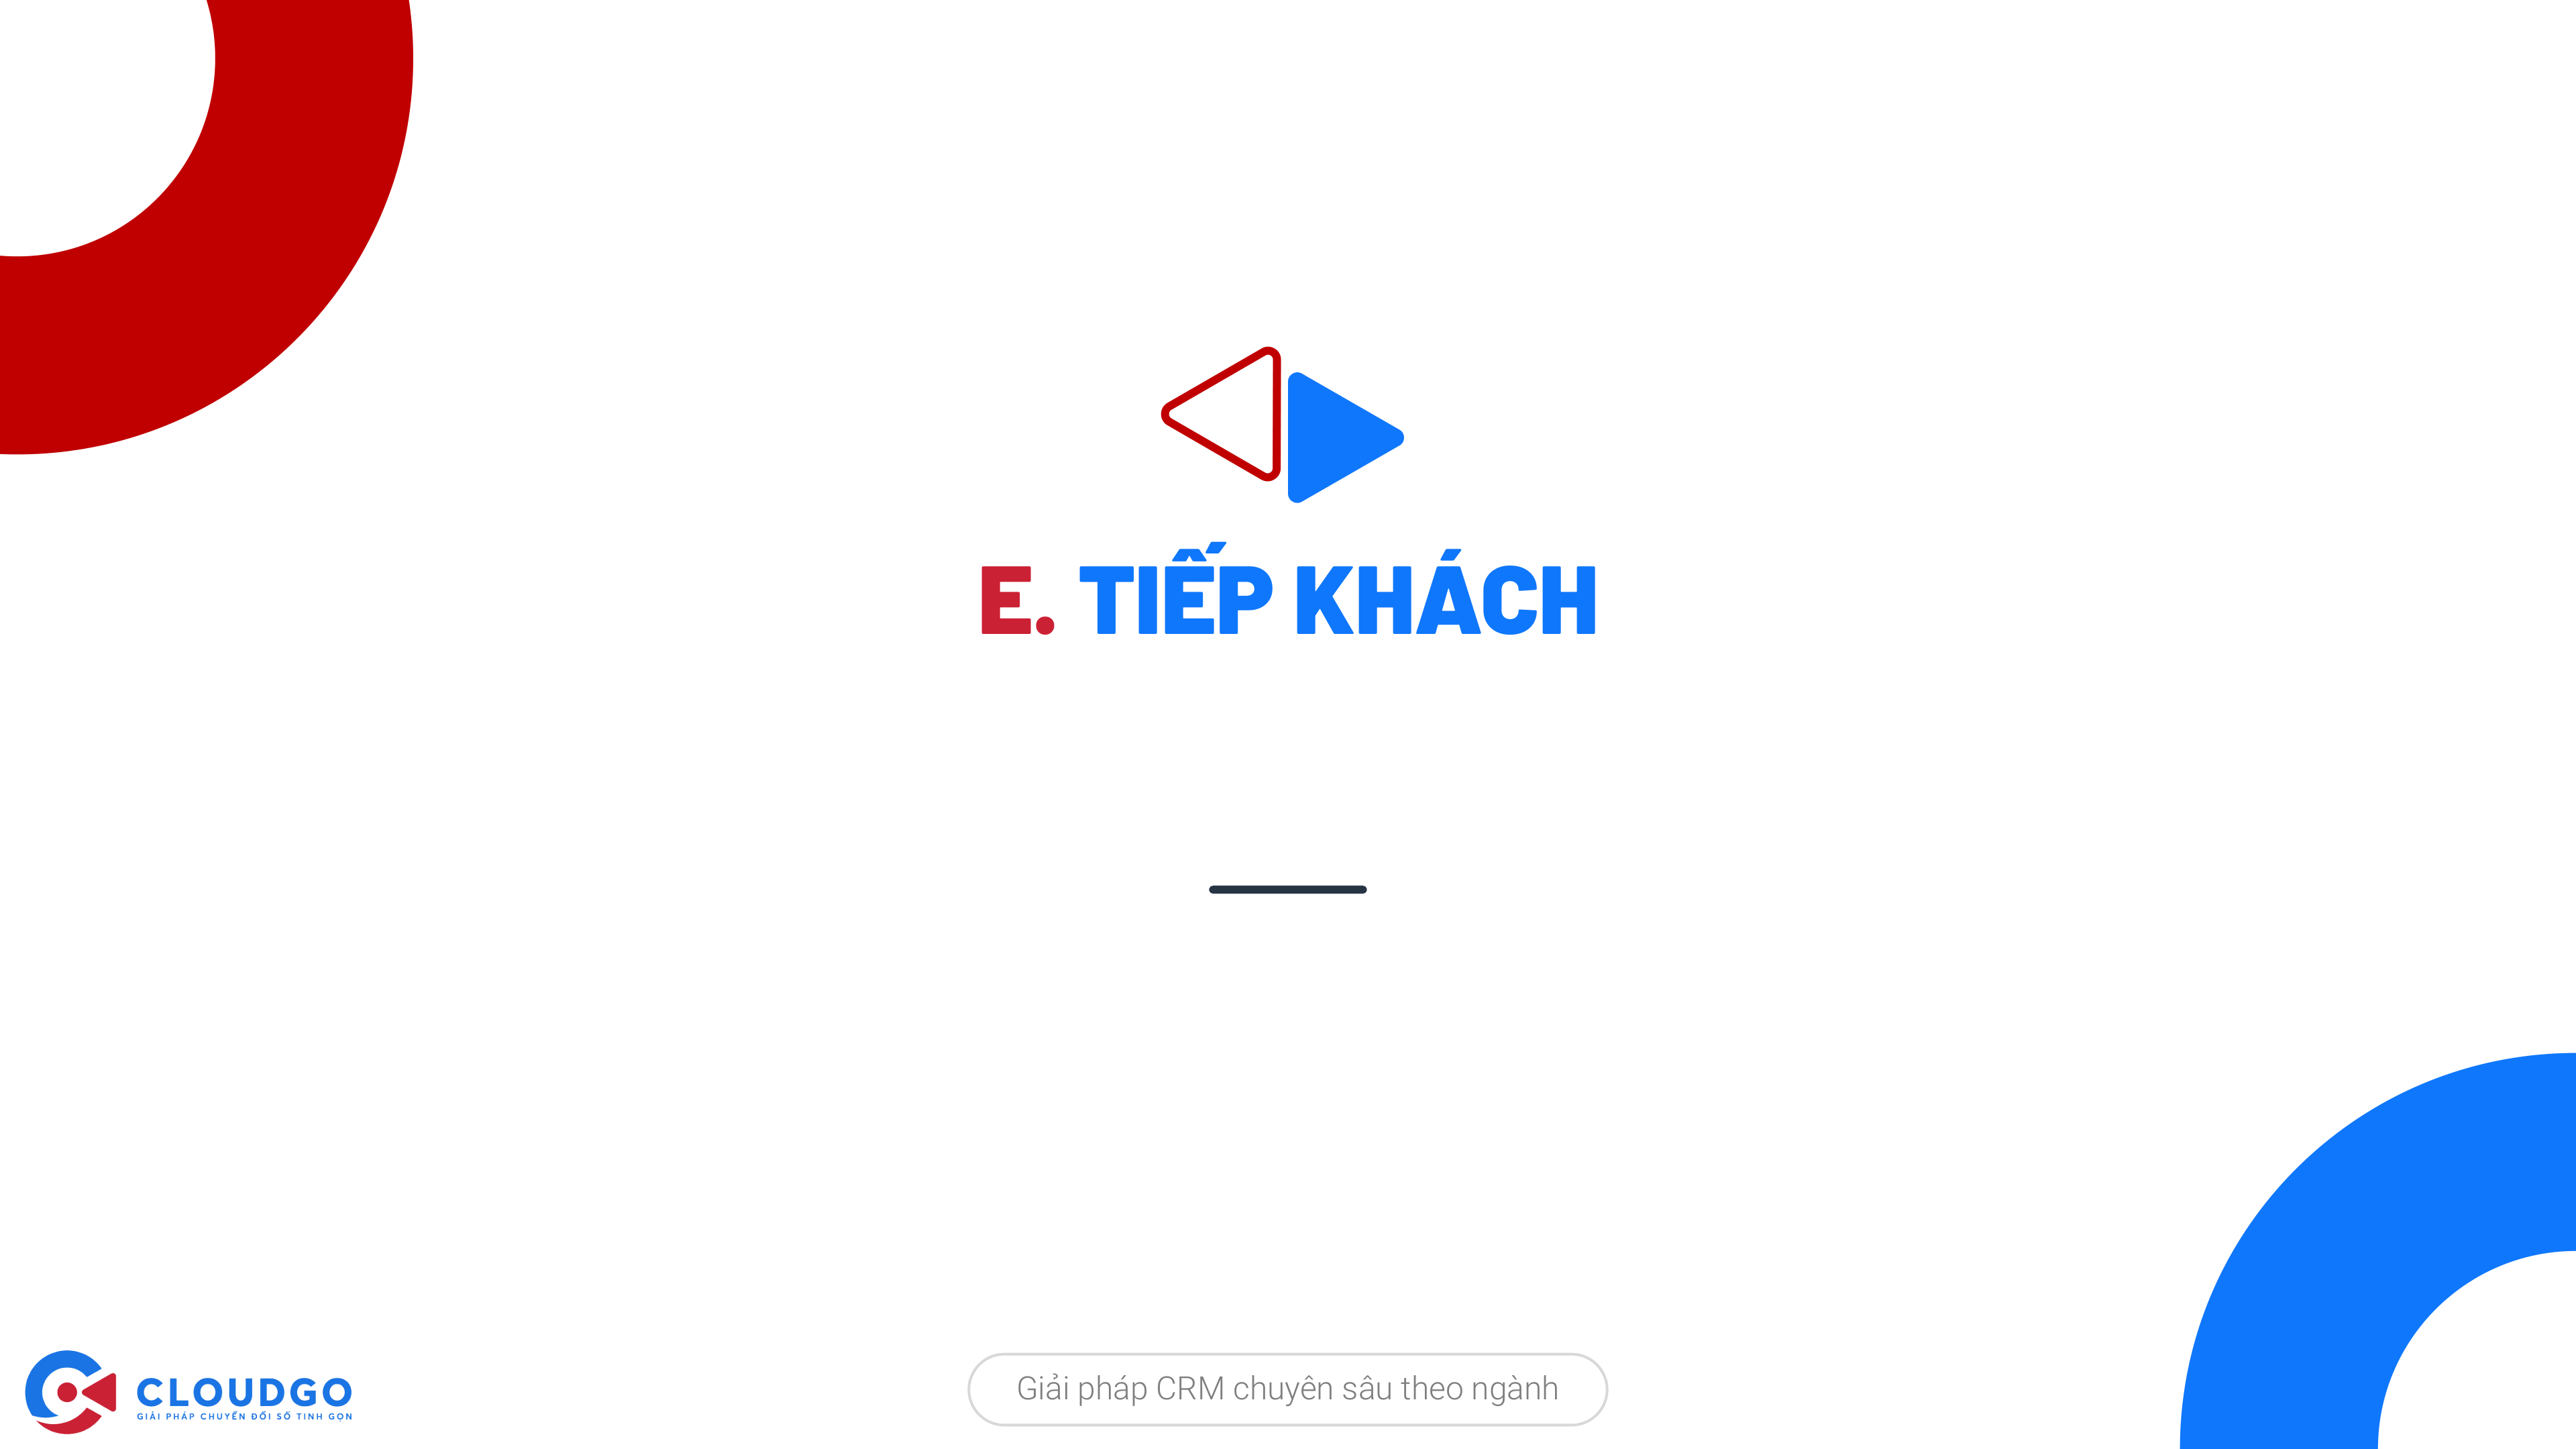 E. TIẾP KHÁCH
CLOUDGO
GIẢI PHÁP CHUYỂN ĐỔI SỐ TINH GỌN
Giải pháp CRM chuyên sâu theo ngành